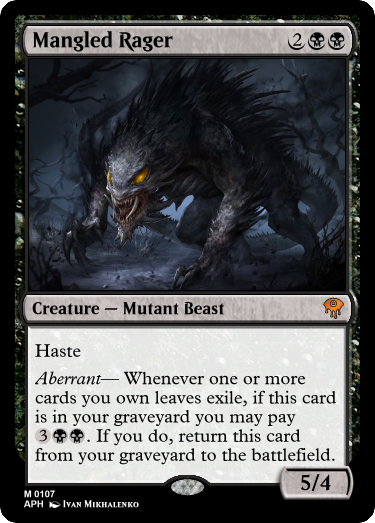 Mangled Rager 2
Creature — Mutant Beast
Haste
Aberrant— Whenever one or more
cards you own leaves exile, if this card
is in your graveyard you may pay
3. If you do, return this card
from your graveyard to the battlefield.
5/4
M 0107
APH Ivan Mikhalenko